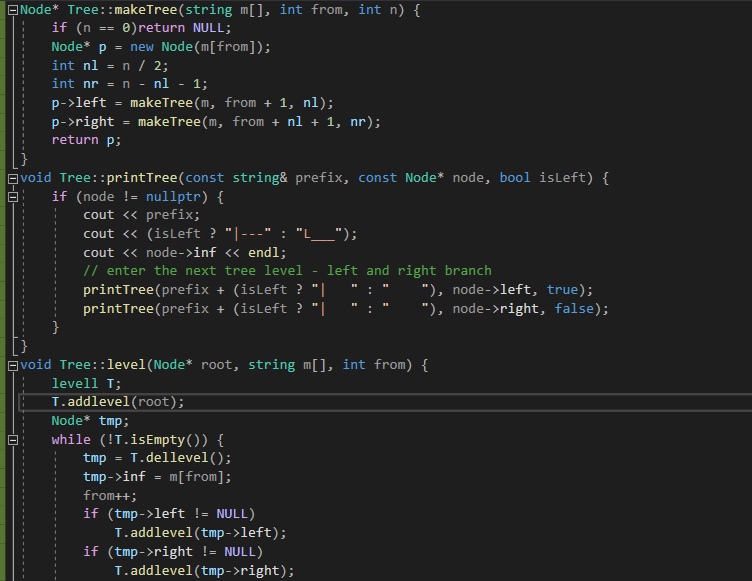 Node* Tree::makeTree(string m[], int from, int n) {
if (n == 0)return NULL;
Node* p = new Node(m[from]);
int nl = n / 2;
int nr = n - nl - 1;
p->left = makeTree(m, from + 1, nl);
p->right = makeTree(m, from + nl + 1, nr);
return p;
}
void Tree::printTree(const string& prefix, const Node* node, bool isLeft) {
if (node != nullptr) {
cout << prefix;
cout << (isLeft ? "|---" : "L___");
cout << node->inf << endl;
// enter the next tree level - left and right branch
printTree(prefix + (isLeft ? "|   " : "    "), node->left, true);
printTree(prefix + (isLeft ? "|   " : "    "), node->right, false);
}
}
void Tree::level(Node* root, string m[], int from) {
levell T;
T.addlevel(root);
Node* tmp;
while (!T.isEmpty()) {
tmp = T.dellevel();
tmp->inf = m[from];
from++;
if (tmp->left != NULL)
T.addlevel(tmp->left);
if (tmp->right != NULL)
T.addlevel(tmp->right);